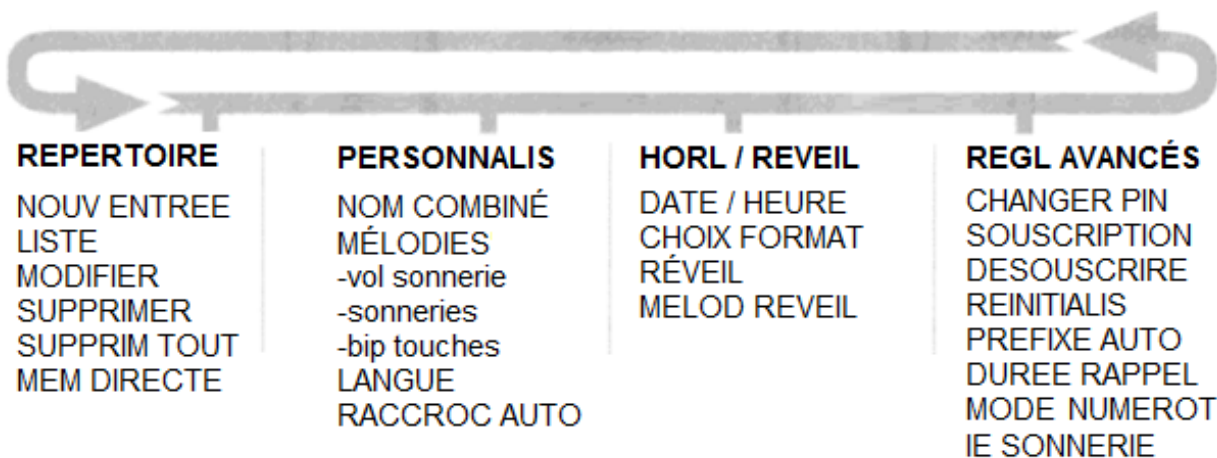 REPERTOIRE
NOUV ENTREE
LISTE
MODIFIER
SUPPRIMER
SUPPRIM TOUT
MEM DIRECTE
PERSONNALIS
NOM COMBINÉ
MÉLODIES
-vol sonnerie
-sonneries
-bip touches
LANGUE
RACCROC AUTO
HORL / REVEIL
DATE / HEURE
CHOIX FORMAT
RÉVEIL
MELOD REVEIL
REGL AVANCÉS
CHANGER PIN
SOUSCRIPTION
DESOUSCRIRE
REINITIALIS
PREFIXE AUTO
DUREE RAPPEL
MODE NUMEROT
IE SONNERIE